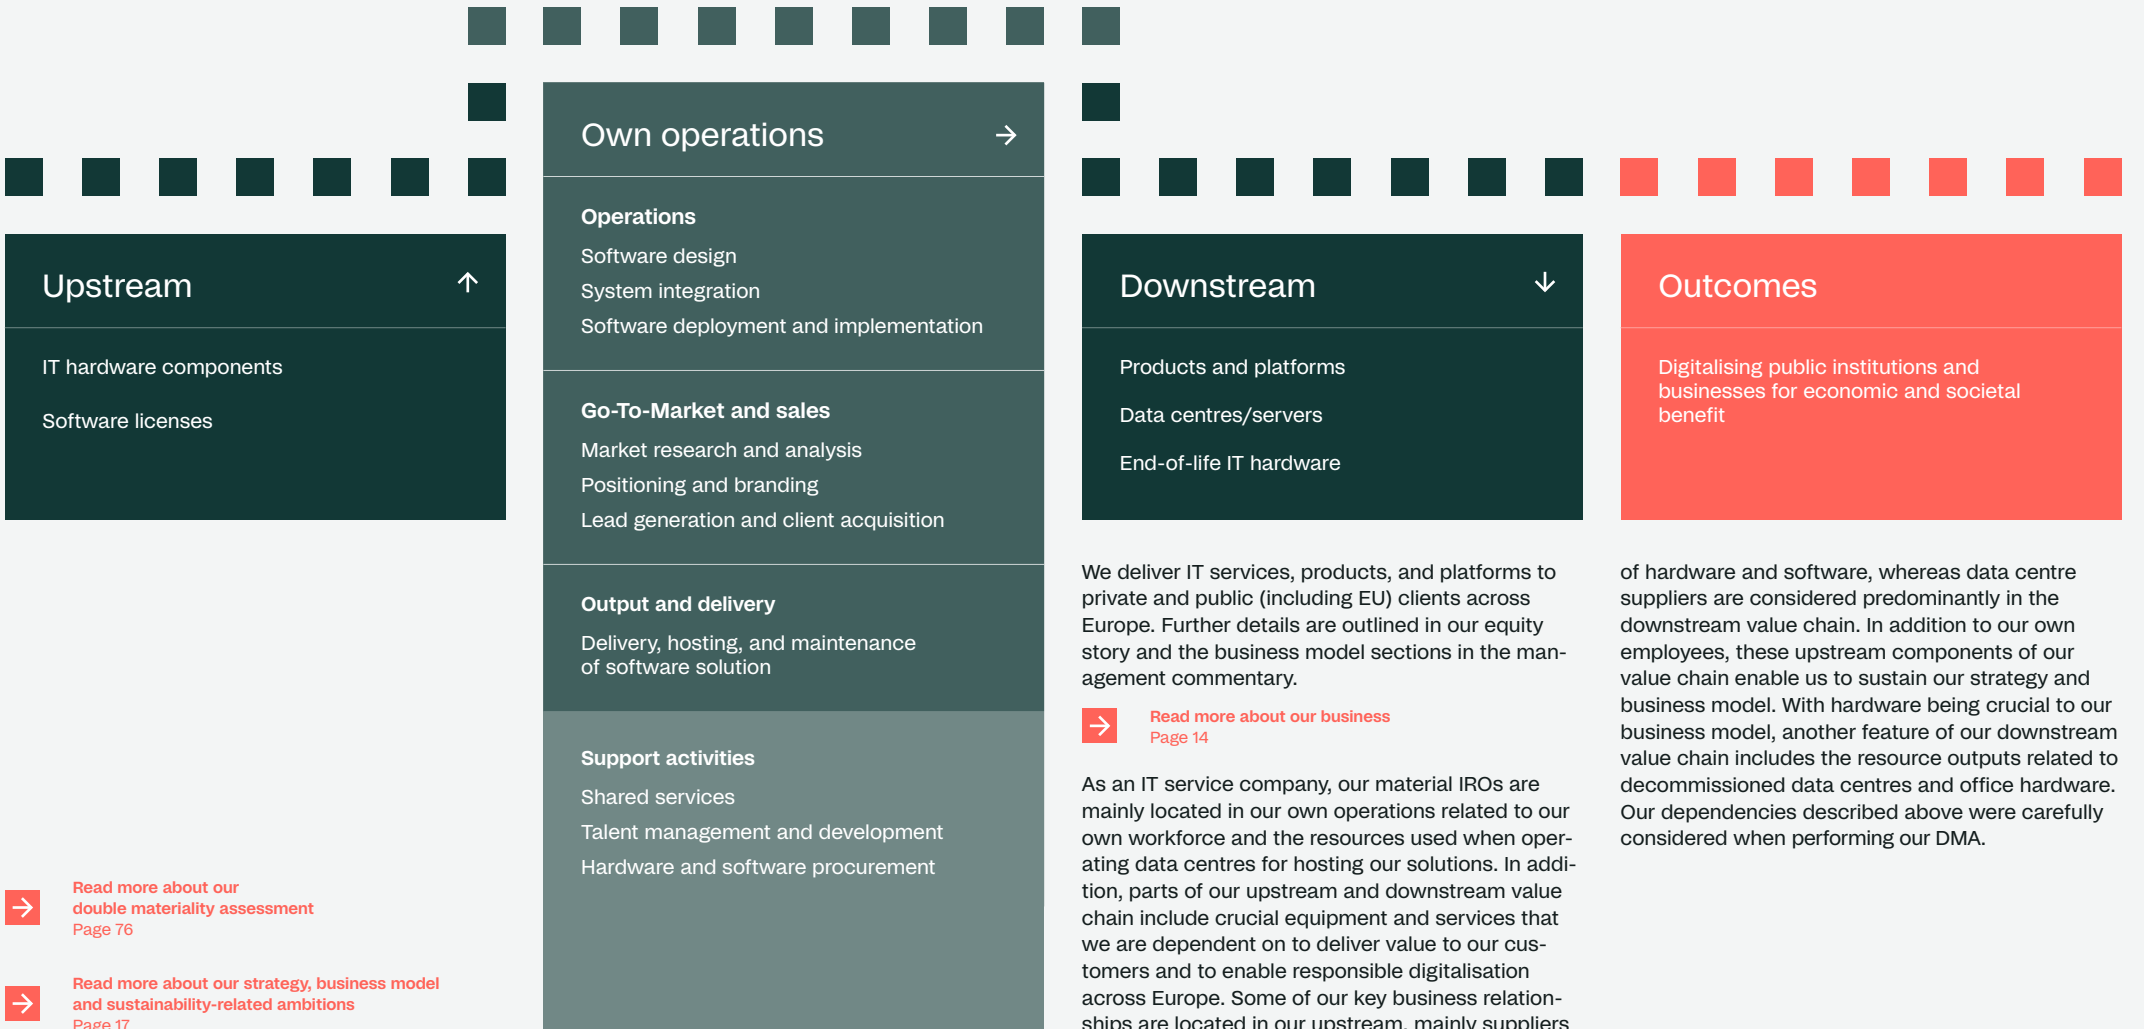 Upstream
IT hardware components
Software licenses
Read more about our
double materiality assessment
Page 76
Read more about our strategy, business model
and sustainability-related ambitions
Page 17
Own operations
Operations
Software design
System integration
Software deployment and implementation
Go-To-Market and sales
Market research and analysis
Positioning and branding
Lead generation and client acquisition
Output and delivery
Delivery, hosting, and maintenance
of software solution
Support activities
Shared services
Talent management and development
Hardware and software procurement
Downstream
Products and platforms
Data centres/servers
End-of-life IT hardware
We deliver IT services, products, and platforms to
private and public (including EU) clients across
Europe. Further details are outlined in our equity
story and the business model sections in the man-
agement commentary.
Read more about our business
Page 14
As an IT service company, our material IROs are
mainly located in our own operations related to our
own workforce and the resources used when oper-
ating data centres for hosting our solutions. In addi-
tion, parts of our upstream and downstream value
chain include crucial equipment and services that
we are dependent on to deliver value to our cus-
tomers and to enable responsible digitalisation
across Europe. Some of our key business relation-
ships are located in our upstream, mainly suppliers
Outcomes
Digitalising public institutions and
businesses for economic and societal
benefit
of hardware and software, whereas data centre
suppliers are considered predominantly in the
downstream value chain. In addition to our own
employees, these upstream components of our
value chain enable us to sustain our strategy and
business model. With hardware being crucial to our
business model, another feature of our downstream
value chain includes the resource outputs related to
decommissioned data centres and office hardware.
Our dependencies described above were carefully
considered when performing our DMA.